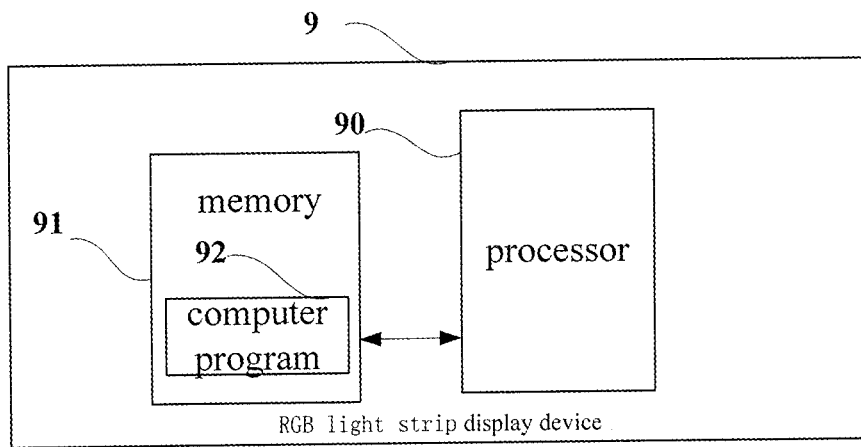 9
90
memory
91
92
processor
computer
program
RGB light strip display device